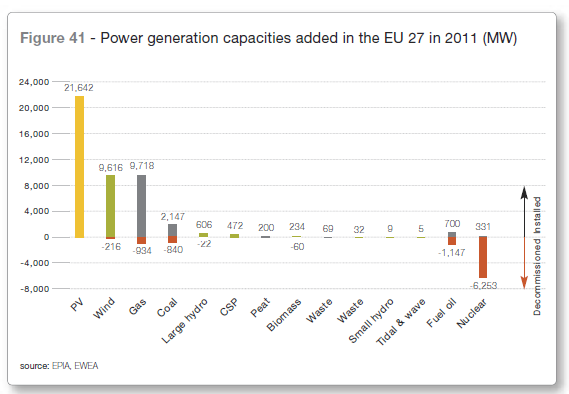 Figure 41 - Power generation capacities added in the EU 27 in 2011 (MW)
24,000
20,000
16,000
12,000
8,000
4,000
0
-4,000
-8,000
21,642
9,616 9,718
2,147
606 472 200 234 69 32 9 5 700 331
-216 -934 -840 -22 -60 -1,147
-6,253
PV
Wind
Gas
Coal
Large hydro
CSP
Peat
Biomass
Waste
Waste
Small hydro
Tidal & wave
Fuel oil
Nuclear
Decommissioned Installed
source: EPIA, EWEA